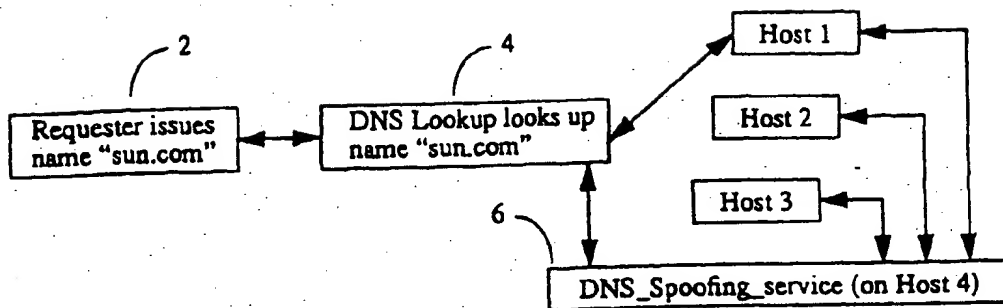 2
4
Host 1
Requester issues
name "sun.com"
DNS Lookup looks up
name "sun.com"
Host 2
Host 3
6
DNS_Spoofing_service (on Host 4)